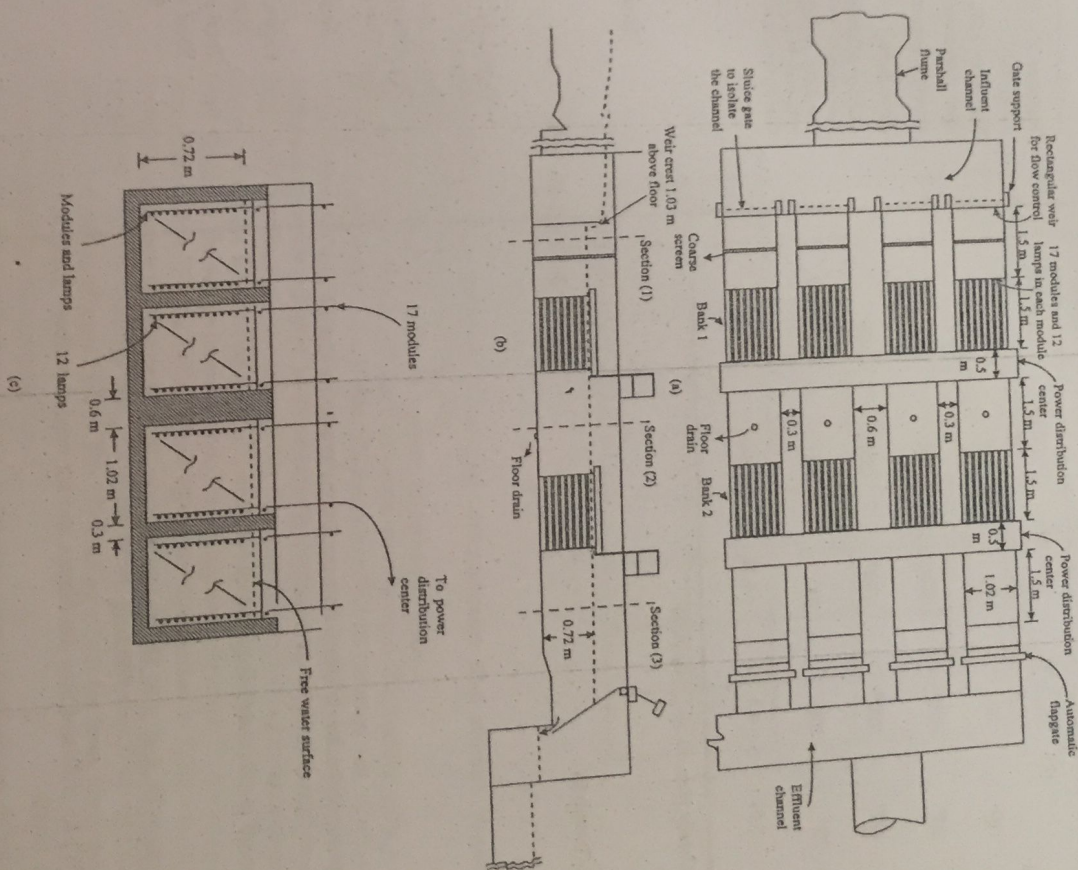 Parshall
flume
Influent
channel
Gate support
Rectangular weir
for flow control
17 modules and 12
lamps in each module
Power distribution
center
Power distribution
center
Automatic
flapgate
1.5 m
1.5 m
0.5
m
1.5 m
1.5 m
0.5
m
1.5 m
1.02 m
0.3 m
0.6 m
0.3 m
Sluice gate
to isolate
the channel
Coarse
screen
Bank 1
Floor
drain
Bank 2
Effluent
channel
(a)
Weir crest 1.03 m
above floor
Section (1)
Section (2)
Section (3)
0.72 m
Floor drain
(b)
17 modules
To power
distribution
center
Free water surface
0.72 m
Modules and lamps
12 lamps
0.6 m
1.02 m
0.3 m
(c)